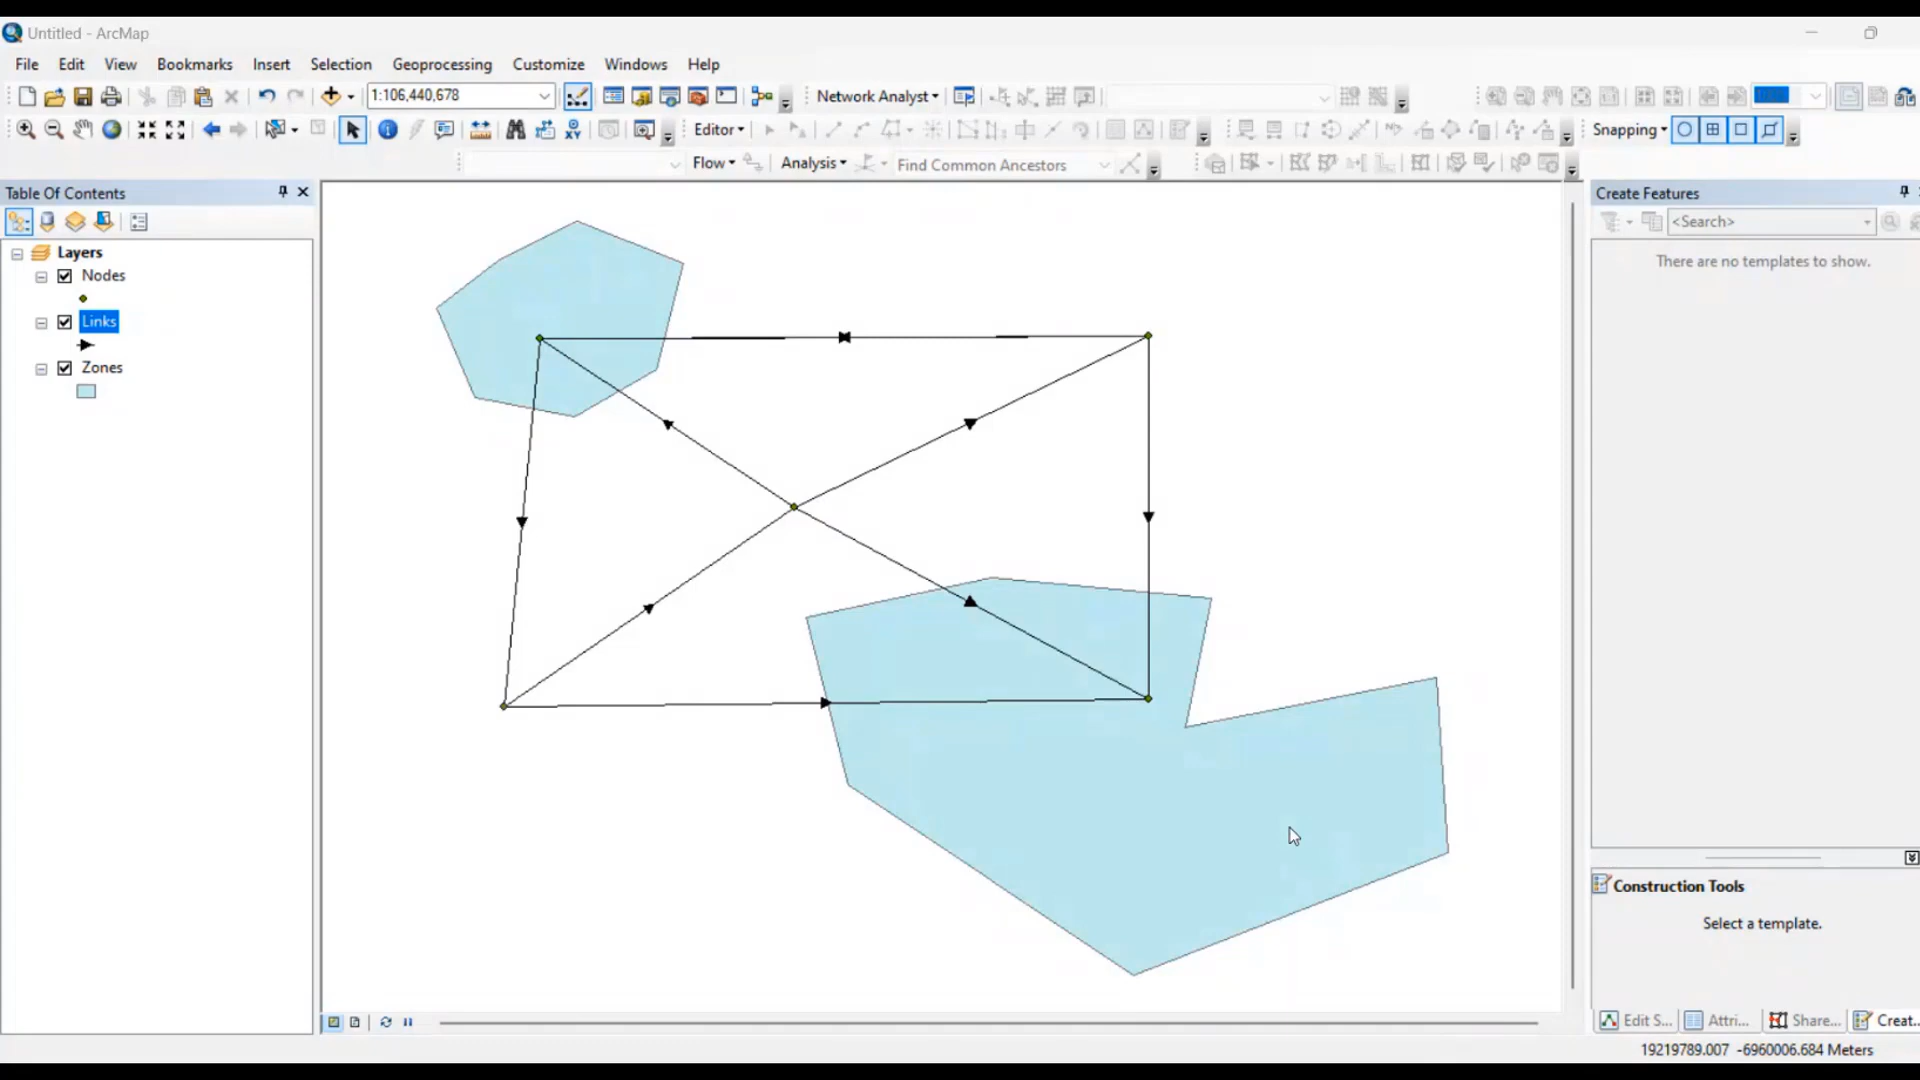 Untitled - ArcMap
File Edit View Bookmarks Insert Selection Geoprocessing Customize Windows Help
1:106,440,678 Network Analyst
Editor Snapping
Flow Analysis Find Common Ancestors
Table Of Contents
Layers
Nodes
Links
Zones
Create Features
<Search>
There are no templates to show.
Construction Tools
Select a template.
Edit S... Attri... Share... Creat...
19219789.007 -6960006.684 Meters